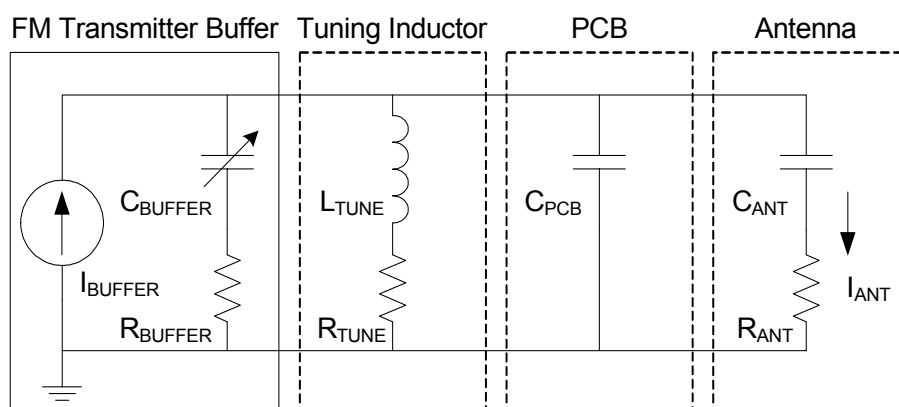 FM Transmitter Buffer Tuning Inductor PCB Antenna
C_BUFFER L_TUNE C_PCB C_ANT
I_BUFFER I_ANT
R_BUFFER R_TUNE R_ANT